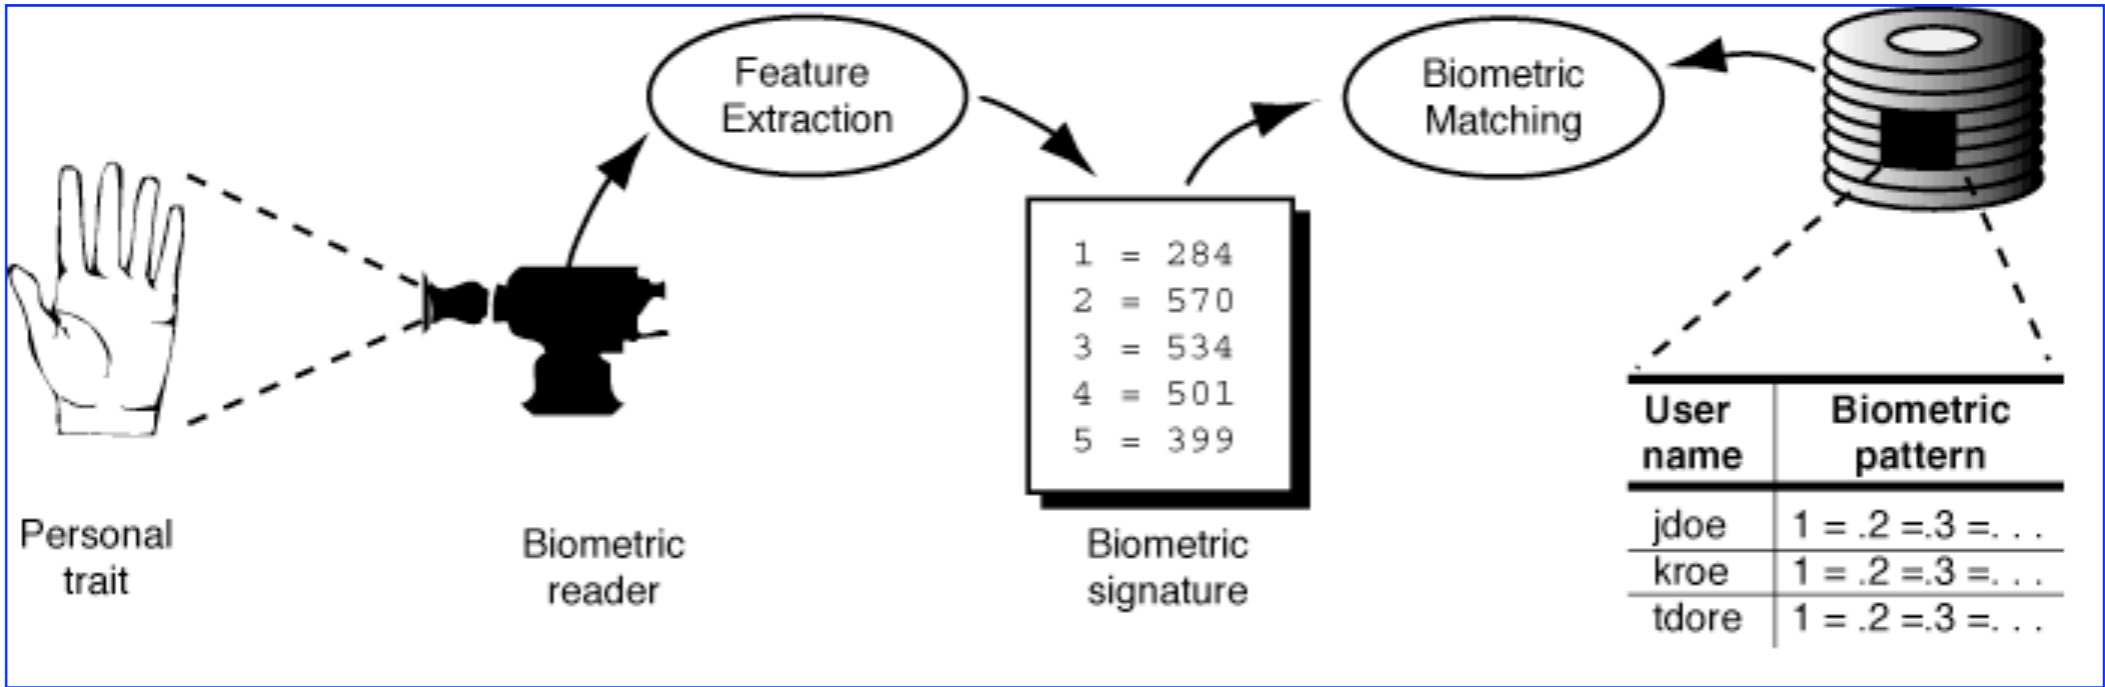 Feature
Extraction
Biometric
Matching
1 = 284
2 = 570
3 = 534
4 = 501
5 = 399
User name
Biometric pattern
jdoe 1 = .2 =.3 =. . .
kroe 1 = .2 =.3 =. . .
tdore 1 = .2 =.3 =. . .
Personal
trait
Biometric
reader
Biometric
signature